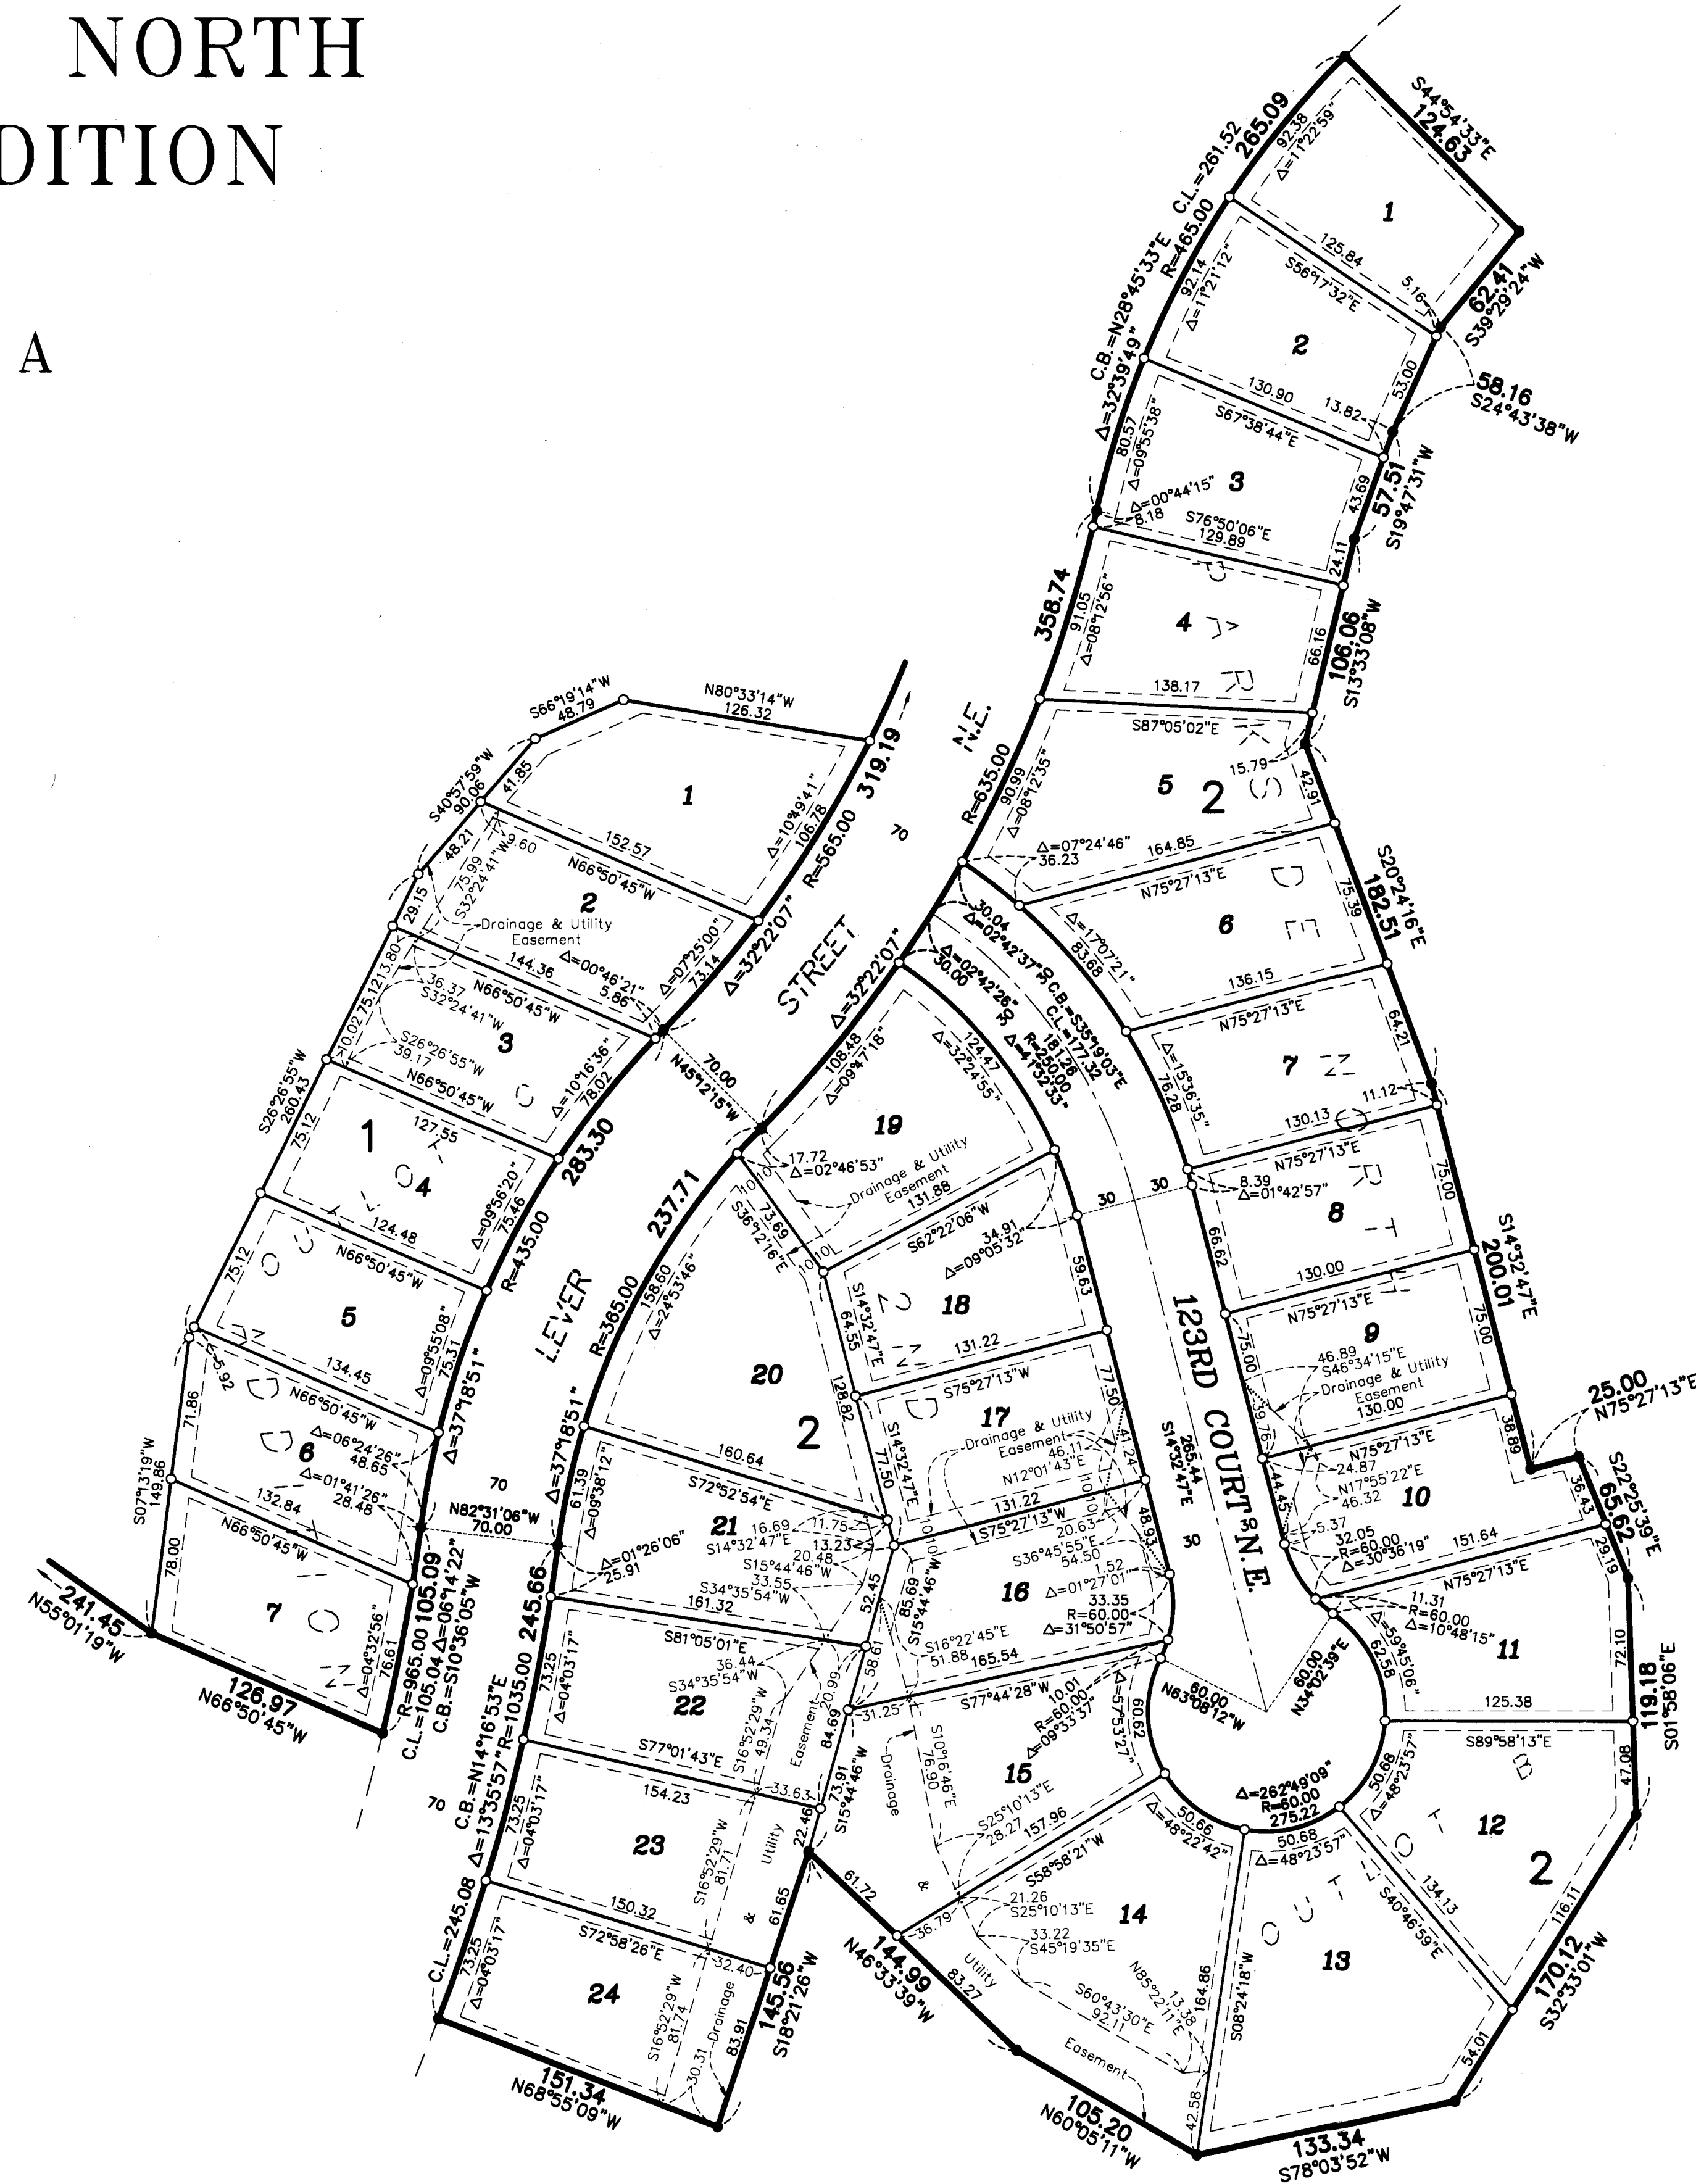 NORTH
DITION
A
S44°54'33"E
124.63
265.09
C.L.=261.52
92.38
Δ=11°22'59"
1
R=465.00
C.B.=N28°45'33"E
Δ=32°39'49"
125.84
S56°17'32"E
5.16
62.41
S39°29'24"W
92.14
Δ=11°21'12"
2
53.00
58.16
S24°43'38"W
130.90
S67°38'44"E
13.82
80.57
Δ=09°55'38"
3
43.69
57.51
S19°47'31"W
Δ=00°44'15"
8.18
S76°50'06"E
129.89
24.11
358.74
91.05
Δ=08°12'56"
4
66.16
106.06
S13°33'08"W
138.17
S87°05'02"E
15.79
R=635.00
90.99
Δ=08°12'35"
5
2
42.91
P A R K S
Δ=07°24'46"
36.23
164.85
N75°27'13"E
S20°24'16"E
182.51
Δ=17°07'21"
83.68
6
75.39
136.15
N75°27'13"E
Δ=15°36'35"
76.28
7
64.21
11.12
130.13
N75°27'13"E
8.39
Δ=01°42'57"
66.62
8
75.00
130.00
N75°27'13"E
S14°32'47"E
200.01
75.00
9
75.00
46.89
S46°34'15"E
Drainage & Utility
Easement
130.00
N75°27'13"E
39.76
24.87
N17°55'22"E
46.32
44.45
10
38.89
25.00
N75°27'13"E
36.43
S22°25'39"E
65.62
29.19
5.37
32.05
R=60.00
Δ=30°36'19"
151.64
N75°27'13"E
11.31
R=60.00
Δ=10°48'15"
Δ=59°45'06"
62.58
11
72.10
119.18
S01°58'06"E
125.38
S89°58'13"E
47.08
50.68
Δ=48°23'57"
12
2
134.13
S40°46'59"E
116.11
170.12
S32°33'01"W
Δ=262°49'09"
R=60.00
275.22
50.68
Δ=48°23'57"
13
54.01
133.34
S78°03'52"W
S08°24'18"W
164.86
42.58
50.66
Δ=48°22'42"
14
21.26
S25°10'13"E
33.22
S45°19'35"E
N85°22'11"E
13.38
S60°43'30"E
92.11
Utility
Easement
105.20
N60°05'11"W
144.99
N46°33'39"W
83.27
61.72
36.79
157.96
S58°58'21"W
S25°10'13"E
28.27
15
60.62
Δ=57°53'27"
10.01
R=60.00
Δ=09°33'37"
60.00
N63°08'12"W
60.00
N34°02'39"E
S10°16'46"E
76.90
Drainage
&
31.25
165.54
S77°44'28"W
S16°22'45"E
51.88
33.35
R=60.00
Δ=31°50'57"
1.52
Δ=01°27'01"
16
S36°45'55"E
54.50
20.63
48.93
85.69
S15°44'46"W
131.22
S75°27'13"W
17
Drainage & Utility
Easement
46.11
N12°01'43"E
41.24
77.50
S14°32'47"E
77.50
131.22
S75°27'13"W
18
59.63
S14°32'47"E
64.55
128.82
34.91
Δ=09°05'32"
S62°22'06"W
131.88
Drainage & Utility
Easement
19
124.47
Δ=32°24'55"
108.48
Δ=09°47'18"
17.72
Δ=02°46'53"
30.04
Δ=02°42'37"
Δ=02°42'26"
30.00
C.B.=S35°19'03"E
C.L.=177.32
181.26
R=250.00
Δ=41°32'33"
30
30
123RD COURT N.E.
265.44
S14°32'47"E
30
N.E.
STREET
LEVER
70
319.19
N80°33'14"W
126.32
S66°19'14"W
48.79
S40°57'59"W
90.06
41.85
1
Δ=10°49'41"
106.78
R=565.00
Δ=32°22'07"
Δ=32°22'07"
152.57
N66°50'45"W
9.60
48.21
75.99
S32°24'41"W
2
Drainage & Utility
Easement
29.15
Δ=07°25'00"
73.14
144.36
Δ=00°46'21"
5.86
N66°50'45"W
13.80
75.12
36.37
S32°24'41"W
3
S26°26'55"W
39.17
10.02
N66°50'45"W
Δ=10°16'36"
78.02
S26°26'55"W
260.43
75.12
127.55
1
4
283.30
Δ=09°56'20"
75.46
124.48
N66°50'45"W
R=435.00
75.12
5
Δ=09°55'08"
75.31
Δ=37°18'51"
134.45
N66°50'45"W
5.92
71.86
6
Δ=06°24'26"
48.65
Δ=01°41'26"
28.48
S07°13'19"W
149.86
132.84
N66°50'45"W
78.00
7
Δ=04°32'56"
76.61
241.45
N55°01'19"W
126.97
N66°50'45"W
R=965.00 105.09
C.L.=105.04 Δ=06°14'22"
C.B.=S10°36'05"W
70.00
N45°12'15"W
N82°31'06"W
70.00
70
70
237.71
R=385.00
158.60
Δ=24°53'46"
73.69
S36°12'16"E
10 10
10 10
20
2
160.64
S72°52'54"E
Δ=37°18'51"
61.39
Δ=09°38'12"
21
16.69
S14°32'47"E
11.75
13.23
20.48
S15°44'46"W
33.55
S34°35'54"W
52.45
Δ=01°26'06"
25.91
161.32
S81°05'01"E
36.44
S34°35'54"W
58.61
22
73.25
Δ=04°03'17"
S16°52'29"W
49.34
Easement
20.99
84.69
S77°01'43"E
154.23
33.63
73.91
S15°44'46"W
22.46
245.66
R=1035.00
C.B.=N14°16'53"E
Δ=13°35'57"
C.L.=245.08
73.25
Δ=04°03'17"
23
S16°52'29"W
81.71
Utility
&
61.65
150.32
S72°58'26"E
32.40
73.25
Δ=04°03'17"
24
S16°52'29"W
81.74
Drainage
30.31
83.91
145.56
S18°21'26"W
151.34
N68°55'09"W